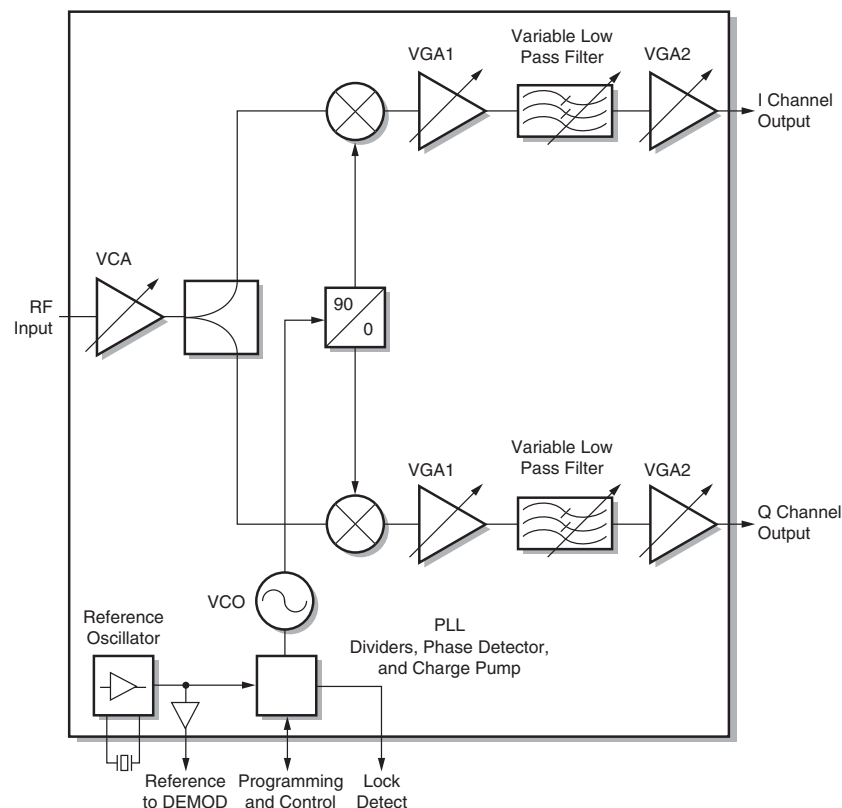 VGA1
Variable Low
Pass Filter
VGA2
I Channel
Output
VCA
RF
Input
90
0
VGA1
Variable Low
Pass Filter
VGA2
Q Channel
Output
VCO
Reference
Oscillator
PLL
Dividers, Phase Detector,
and Charge Pump
Reference
to DEMOD
Programming
and Control
Lock
Detect